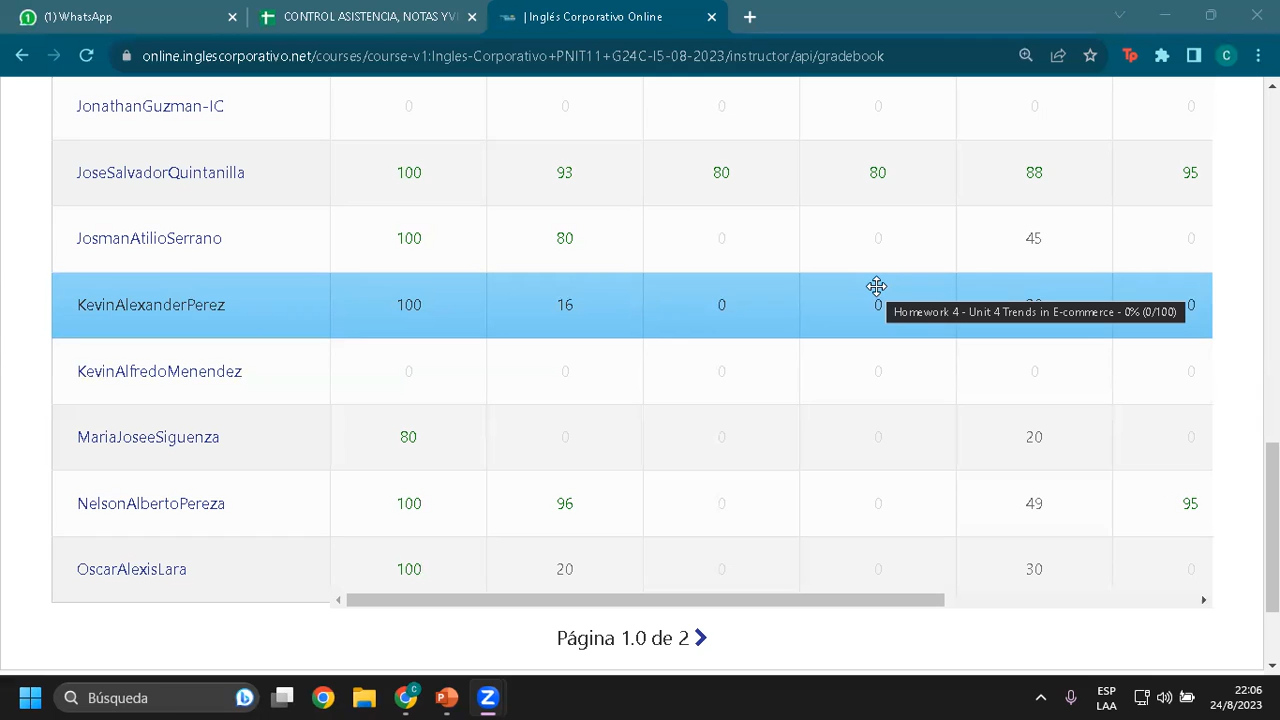 (1) WhatsApp
CONTROL ASISTENCIA, NOTAS YVI
| Inglés Corporativo Online
online.inglescorporativo.net/courses/course-v1:Ingles-Corporativo+PNIT11+G24C-I5-08-2023/instructor/api/gradebook
JonathanGuzman-IC 0 0 0 0 0 0
JoseSalvadorQuintanilla 100 93 80 80 88 95
JosmanAtilioSerrano 100 80 0 0 45 0
KevinAlexanderPerez 100 16 0 0 0
Homework 4 - Unit 4 Trends in E-commerce - 0% (0/100)
KevinAlfredoMenendez 0 0 0 0 0 0
MariaJoseeSiguenza 80 0 0 0 20 0
NelsonAlbertoPereza 100 96 0 0 49 95
OscarAlexisLara 100 20 0 0 30 0
Página 1.0 de 2
Búsqueda
ESP
LAA
22:06
24/8/2023